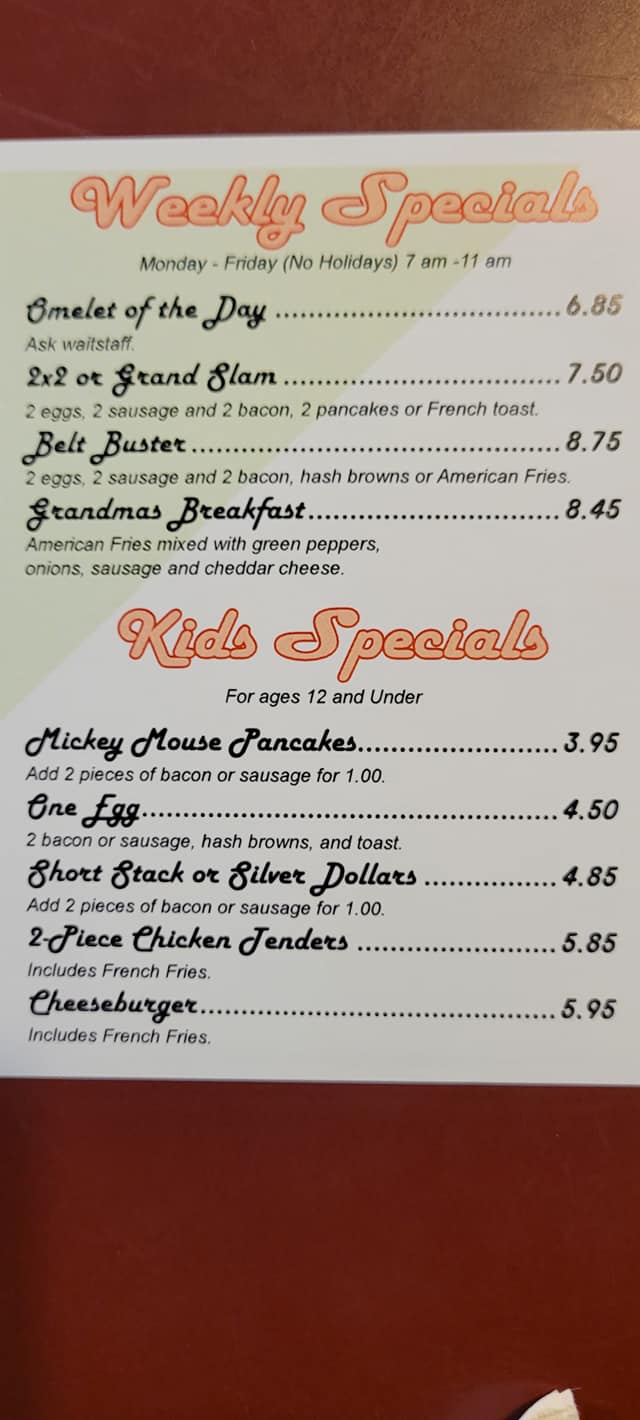 Weekly Specials
Monday - Friday (No Holidays) 7 am -11 am
Omelet of the Day .................................. 6.85
Ask waitstaff.
2x2 or Grand Slam ................................. 7.50
2 eggs, 2 sausage and 2 bacon, 2 pancakes or French toast.
Belt Buster ............................................ 8.75
2 eggs, 2 sausage and 2 bacon, hash browns or American Fries.
Grandmas Breakfast .............................. 8.45
American Fries mixed with green peppers,
onions, sausage and cheddar cheese.
Kids Specials
For ages 12 and Under
Mickey Mouse Pancakes ........................ 3.95
Add 2 pieces of bacon or sausage for 1.00.
One Egg .................................................. 4.50
2 bacon or sausage, hash browns, and toast.
Short Stack or Silver Dollars ................ 4.85
Add 2 pieces of bacon or sausage for 1.00.
2-Piece Chicken Tenders ........................ 5.85
Includes French Fries.
Cheeseburger ........................................... 5.95
Includes French Fries.